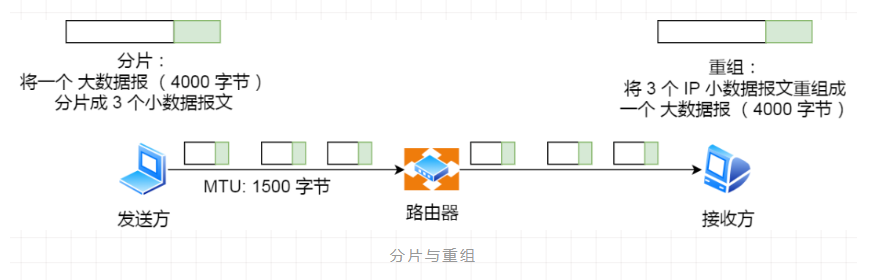 分片：
将一个 大数据报 （ 4000 字节 ）
分片成 3 个小数据报文
重组：
将 3 个 IP 小数据报文重组成
一个 大数据报 （ 4000 字节 ）
MTU: 1500 字节
发送方
路由器
接收方
分片与重组